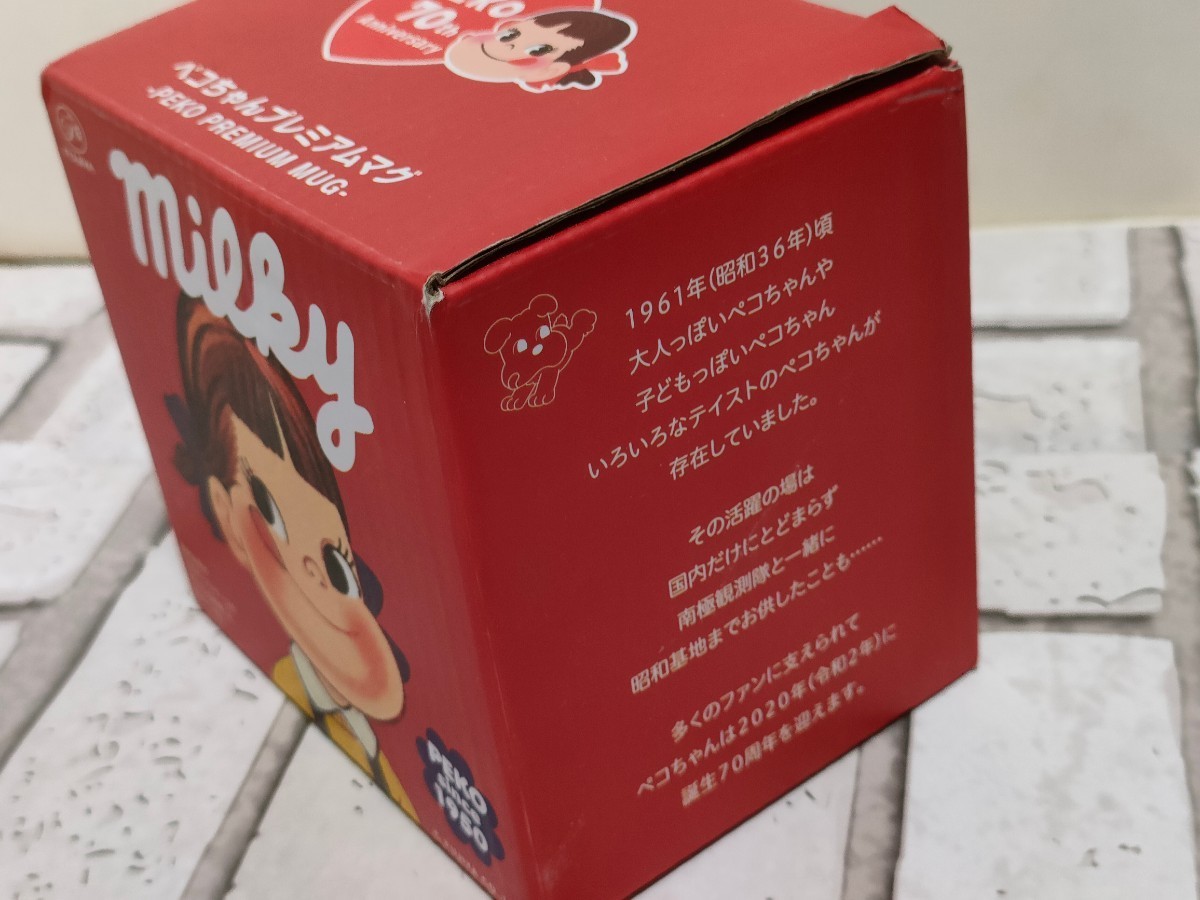 PEKO
70th
Anniversary
ペコちゃんプレミアムマグ
-PEKO PREMIUM MUG-
milky
PEKO
since
1950
1961年(昭和36年)頃
大人っぽいペコちゃんや
子どもっぽいペコちゃん
いろいろなテイストのペコちゃんが
存在していました。
その活躍の場は
国内だけにとどまらず
南極観測隊と一緒に
昭和基地までお供したことも……
多くのファンに支えられて
ペコちゃんは2020年(令和2年)に
誕生70周年を迎えます。